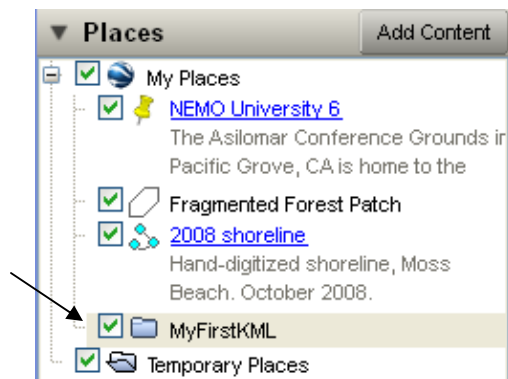 Places Add Content
My Places
NEMO University 6
The Asilomar Conference Grounds in
Pacific Grove, CA is home to the
Fragmented Forest Patch
2008 shoreline
Hand-digitized shoreline, Moss
Beach. October 2008.
MyFirstKML
Temporary Places